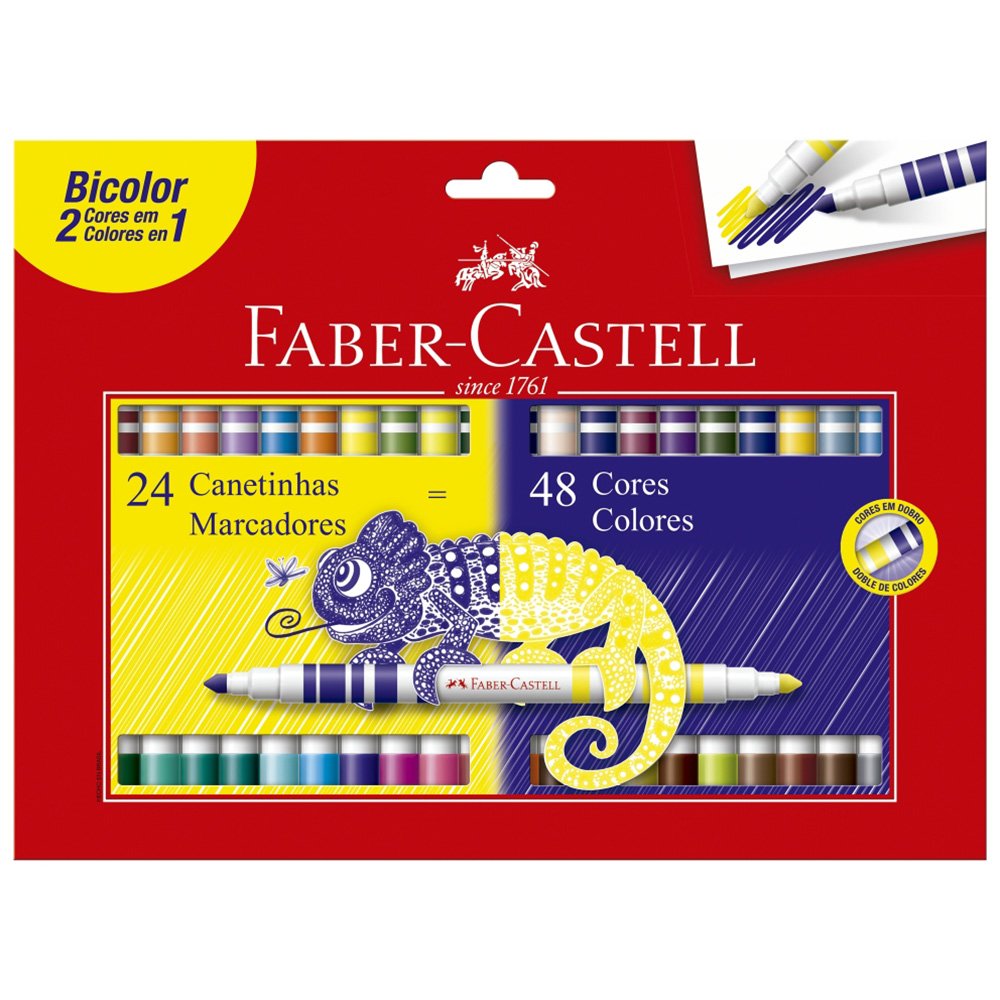 Bicolor
2 Cores em 1
Colores en
FABER-CASTELL
since 1761
24 Canetinhas
Marcadores
=
48 Cores
Colores
CORES EM DOBRO
DOBLE DE COLORES
FABER-CASTELL